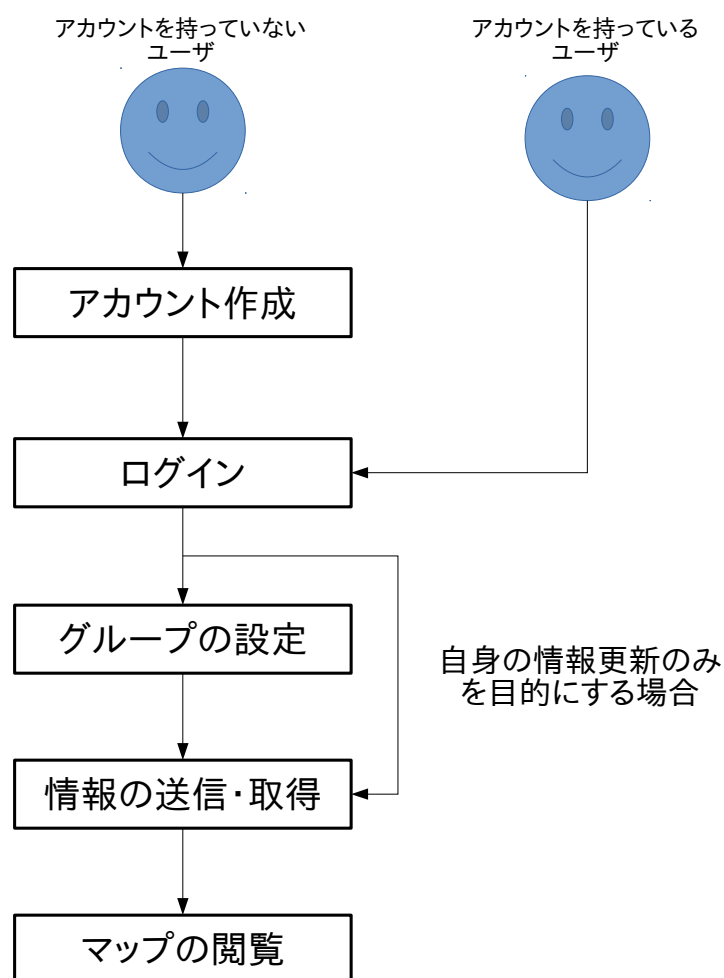 アカウントを持っていない
ユーザ
アカウントを持っている
ユーザ
アカウント作成
ログイン
グループの設定
自身の情報更新のみ
を目的にする場合
情報の送信・取得
マップの閲覧